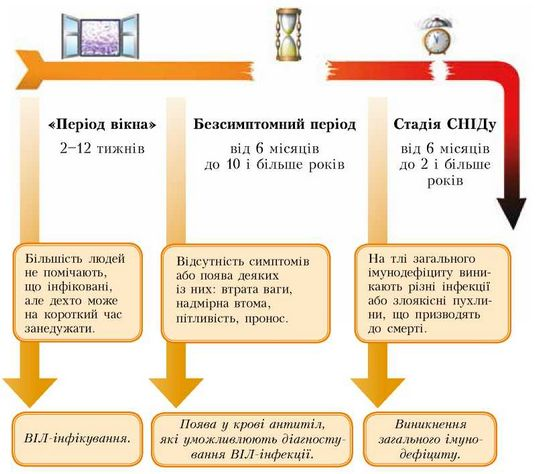 «Період вікна»
2–12 тижнів
Безсимптомний період
від 6 місяців
до 10 і більше років
Стадія СНІДу
від 6 місяців
до 2 і більше
років
Більшість людей
не помічають,
що інфіковані,
але дехто може
на короткий час
занедужати.
Відсутність симптомів
або поява деяких
із них: втрата ваги,
надмірна втома,
пітливість, пронос.
На тлі загального
імунодефіциту вини-
кають різні інфекції
або злоякісні пухли-
ни, що призводять
до смерті.
ВІЛ-інфікування.
Поява у крові антитіл,
які уможливлюють діагносту-
вання ВІЛ-інфекції.
Виникнення
загального імуно-
дефіциту.